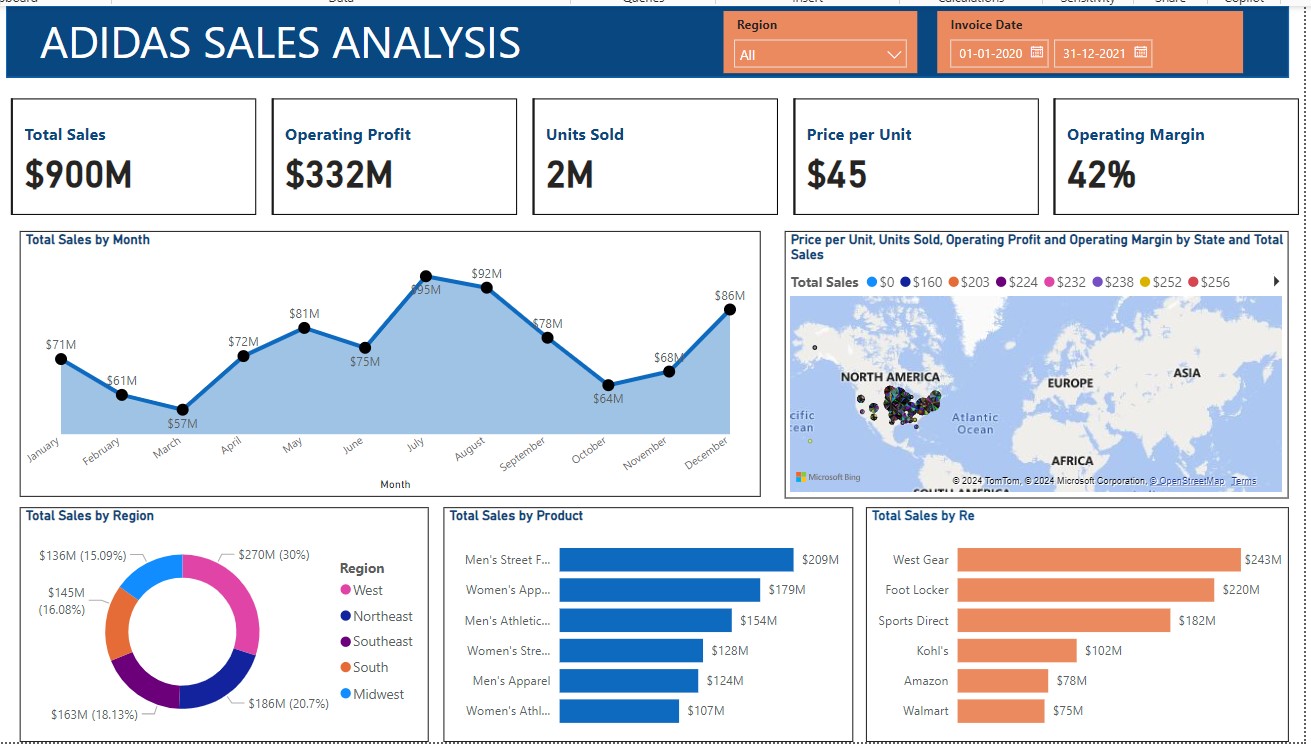 Data
Queries
Insert
Calculations
Sensitivity
Share
Copilot
ADIDAS SALES ANALYSIS
Region
All
Invoice Date
01-01-2020
31-12-2021
Total Sales
$900M
Operating Profit
$332M
Units Sold
2M
Price per Unit
$45
Operating Margin
42%
Total Sales by Month
$71M
$61M
$57M
$72M
$81M
$75M
$95M
$92M
$78M
$64M
$68M
$86M
January
February
March
April
May
June
July
August
September
October
November
December
Month
Price per Unit, Units Sold, Operating Profit and Operating Margin by State and Total
Sales
Total Sales $0 $160 $203 $224 $232 $238 $252 $256
NORTH AMERICA
EUROPE
ASIA
cific
cean
Atlantic
Ocean
AFRICA
SOUTH AMERICA
Microsoft Bing
© 2024 TomTom, © 2024 Microsoft Corporation, © OpenStreetMap Terms
Total Sales by Region
$136M (15.09%)
$270M (30%)
$145M
(16.08%)
$186M (20.7%)
$163M (18.13%)
Region
West
Northeast
Southeast
South
Midwest
Total Sales by Product
Men's Street F... $209M
Women's App... $179M
Men's Athletic... $154M
Women's Stre... $128M
Men's Apparel $124M
Women's Athl... $107M
Total Sales by Re
West Gear $243M
Foot Locker $220M
Sports Direct $182M
Kohl's $102M
Amazon $78M
Walmart $75M